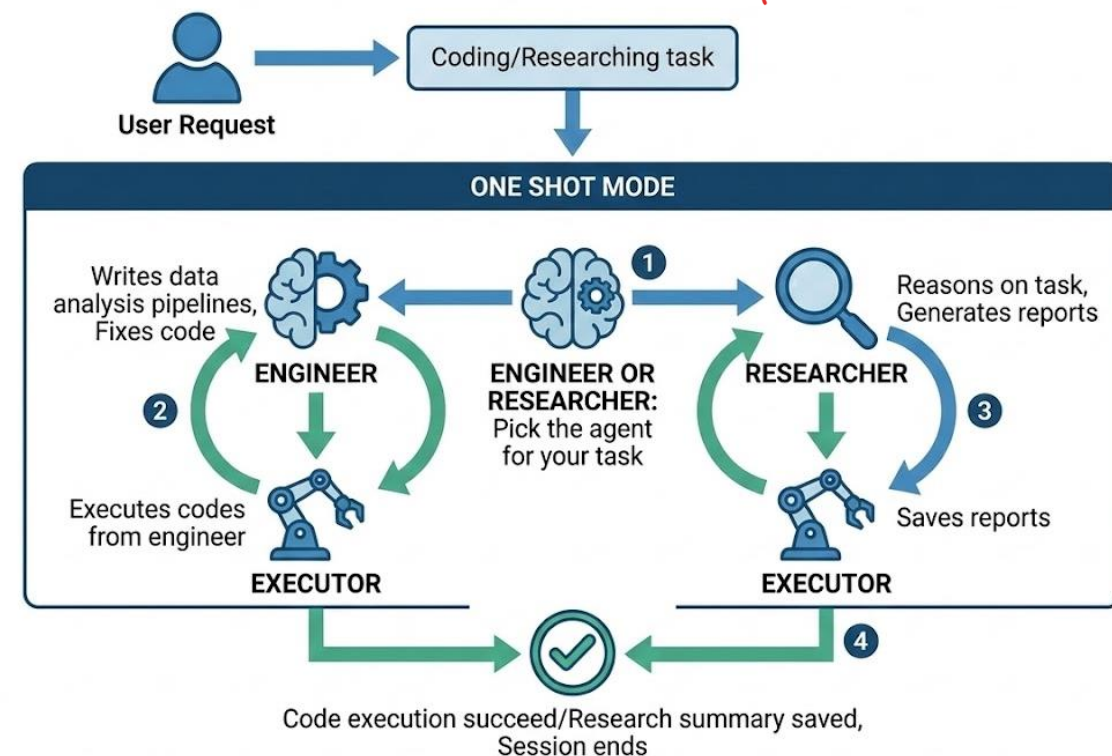 Coding/Researching task
User Request
ONE SHOT MODE
1
Writes data
analysis pipelines,
Fixes code
Reasons on task,
Generates reports
ENGINEER
ENGINEER OR
RESEARCHER:
Pick the agent
for your task
RESEARCHER
2
3
Executes codes
from engineer
Saves reports
EXECUTOR
EXECUTOR
4
Code execution succeed/Research summary saved,
Session ends